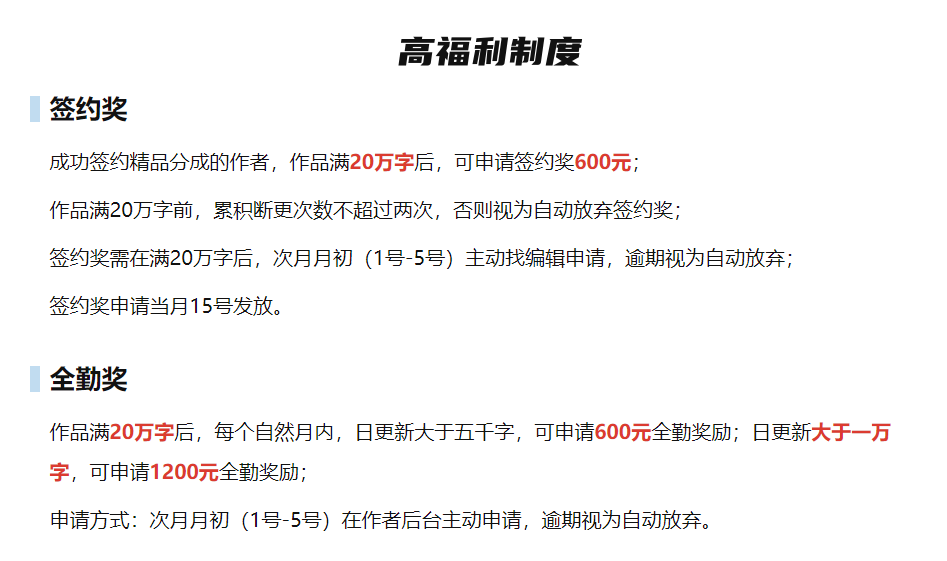 高福利制度
签约奖
成功签约精品分成的作者，作品满20万字后，可申请签约奖600元；
作品满20万字前，累积断更次数不超过两次，否则视为自动放弃签约奖；
签约奖需在满20万字后，次月月初（1号-5号）主动找编辑申请，逾期视为自动放弃；
签约奖申请当月15号发放。
全勤奖
作品满20万字后，每个自然月内，日更新大于五千字，可申请600元全勤奖励；日更新大于一万
字，可申请1200元全勤奖励；
申请方式：次月月初（1号-5号）在作者后台主动申请，逾期视为自动放弃。